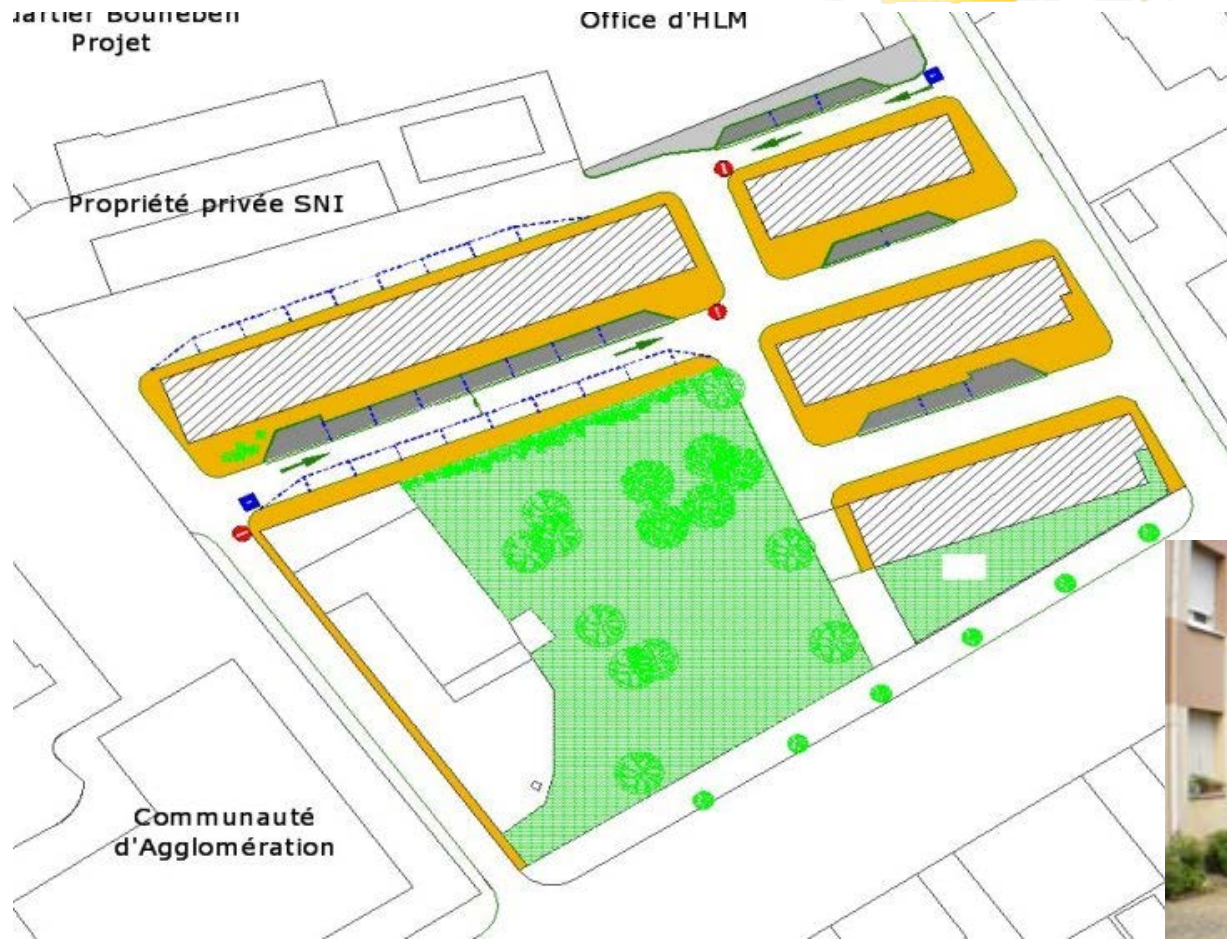 Projet
Office d'HLM
Propriété privée SNI
Communauté
d'Agglomération